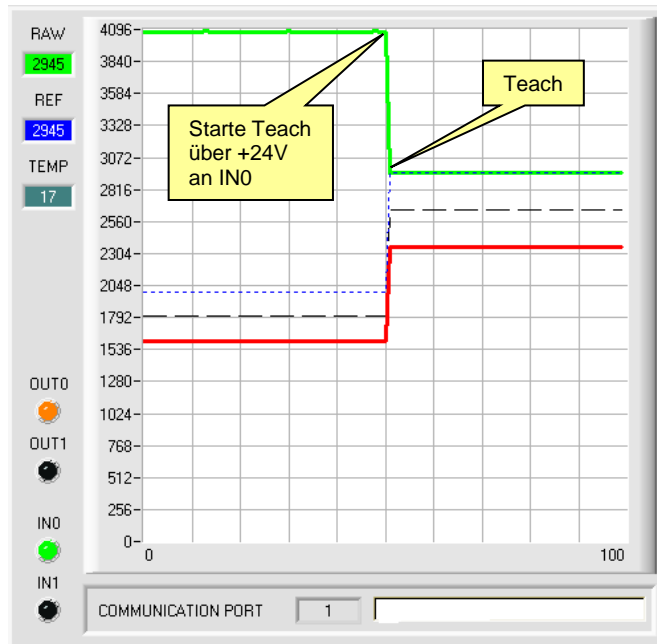 RAW
2945
REF
2945
TEMP
17
OUT0
OUT1
IN0
IN1
4096
3840
3584
3328
3072
2816
2560
2304
2048
1792
1536
1280
1024
768
512
256
0
0
100
Starte Teach
über +24V
an IN0
Teach
COMMUNICATION PORT 1